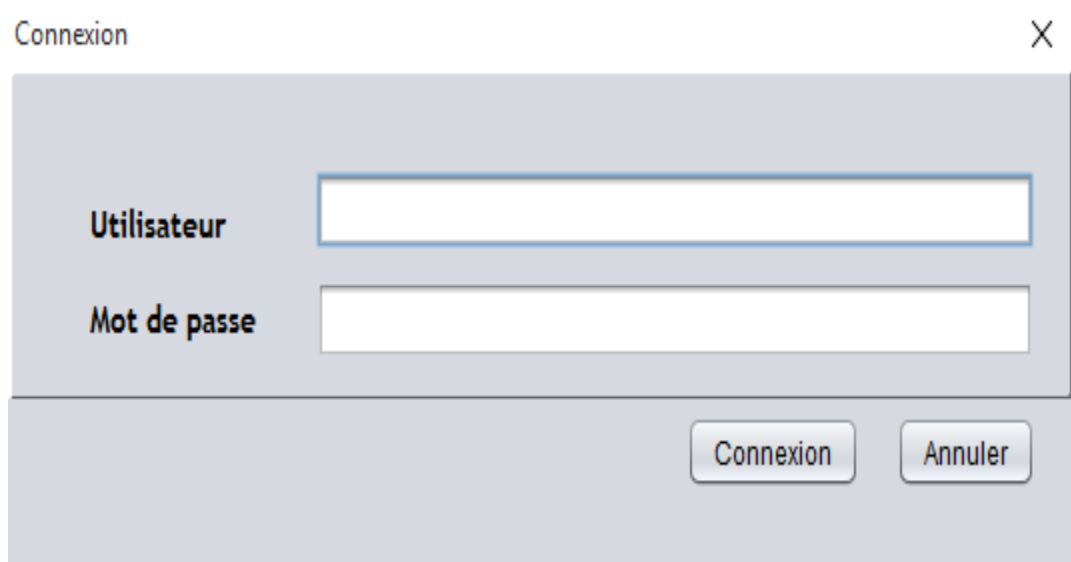 Connexion
Utilisateur
Mot de passe
Connexion Annuler